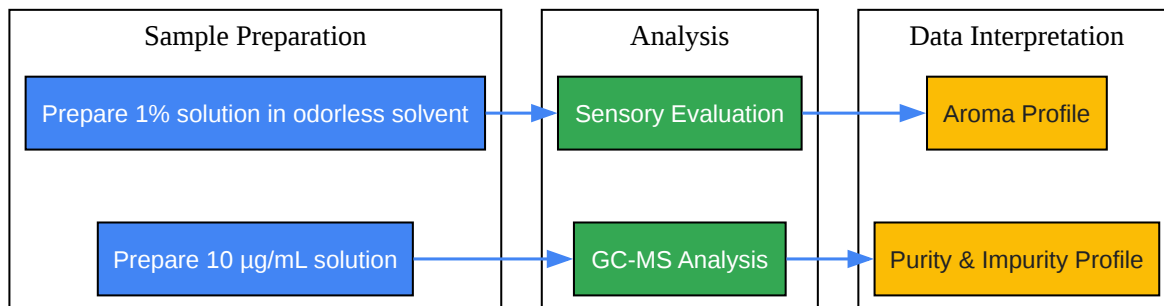 Sample Preparation
Analysis
Data Interpretation
Prepare 1% solution in odorless solvent
Sensory Evaluation
Aroma Profile
Prepare 10 µg/mL solution
GC-MS Analysis
Purity & Impurity Profile